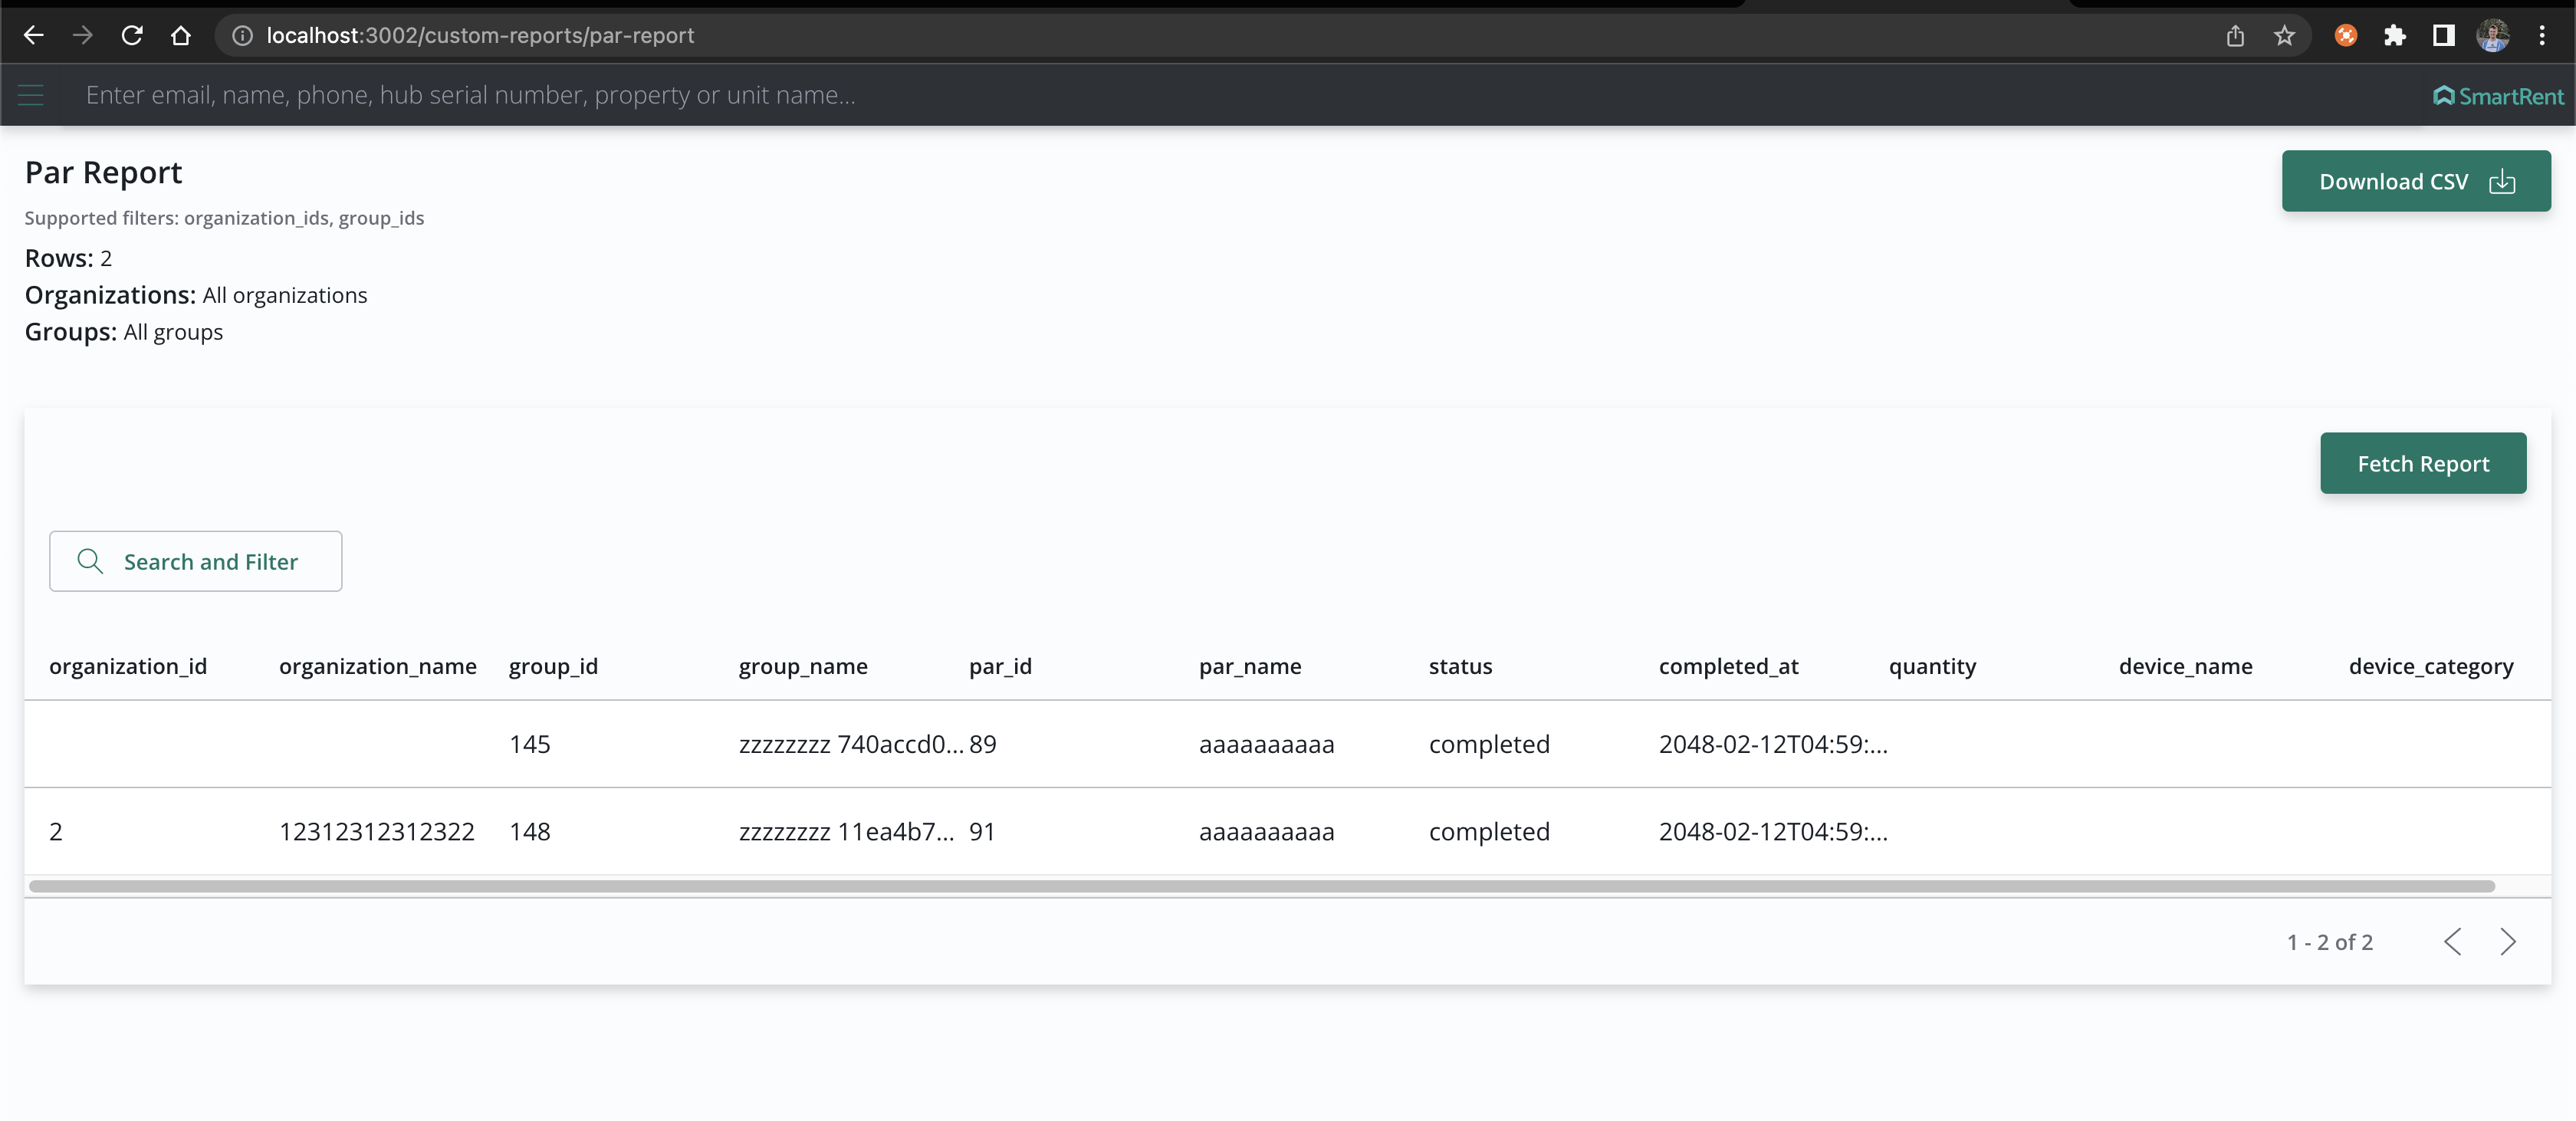 localhost:3002/custom-reports/par-report
Enter email, name, phone, hub serial number, property or unit name...
SmartRent
Par Report
Download CSV
Supported filters: organization_ids, group_ids
Rows: 2
Organizations: All organizations
Groups: All groups
Fetch Report
Search and Filter
organization_id organization_name group_id group_name par_id par_name status completed_at quantity device_name device_category
145 zzzzzzzz 740accd0... 89 aaaaaaaaaa completed 2048-02-12T04:59:...
2 12312312312322 148 zzzzzzzz 11ea4b7... 91 aaaaaaaaaa completed 2048-02-12T04:59:...
1 - 2 of 2